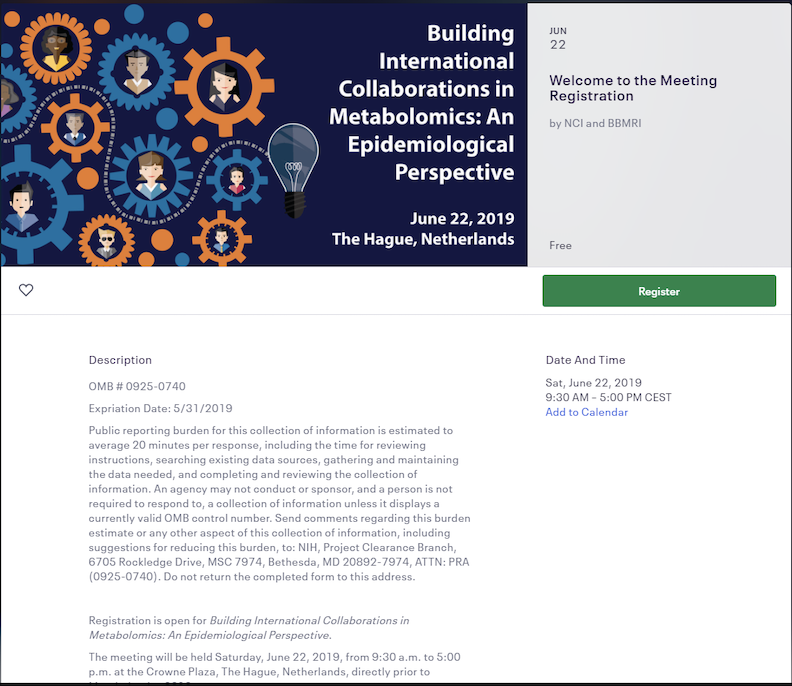 Building
International
Collaborations in
Metabolomics: An
Epidemiological
Perspective
June 22, 2019
The Hague, Netherlands
JUN
22
Welcome to the Meeting
Registration
by NCI and BBMRI
Free
Register
Description
OMB # 0925-0740
Expriation Date: 5/31/2019
Public reporting burden for this collection of information is estimated to
average 20 minutes per response, including the time for reviewing
instructions, searching existing data sources, gathering and maintaining
the data needed, and completing and reviewing the collection of
information. An agency may not conduct or sponsor, and a person is not
required to respond to, a collection of information unless it displays a
currently valid OMB control number. Send comments regarding this burden
estimate or any other aspect of this collection of information, including
suggestions for reducing this burden, to: NIH, Project Clearance Branch,
6705 Rockledge Drive, MSC 7974, Bethesda, MD 20892-7974, ATTN: PRA
(0925-0740). Do not return the completed form to this address.
Registration is open for Building International Collaborations in
Metabolomics: An Epidemiological Perspective.
The meeting will be held Saturday, June 22, 2019, from 9:30 a.m. to 5:00
p.m. at the Crowne Plaza, The Hague, Netherlands, directly prior to
Date And Time
Sat, June 22, 2019
9:30 AM – 5:00 PM CEST
Add to Calendar